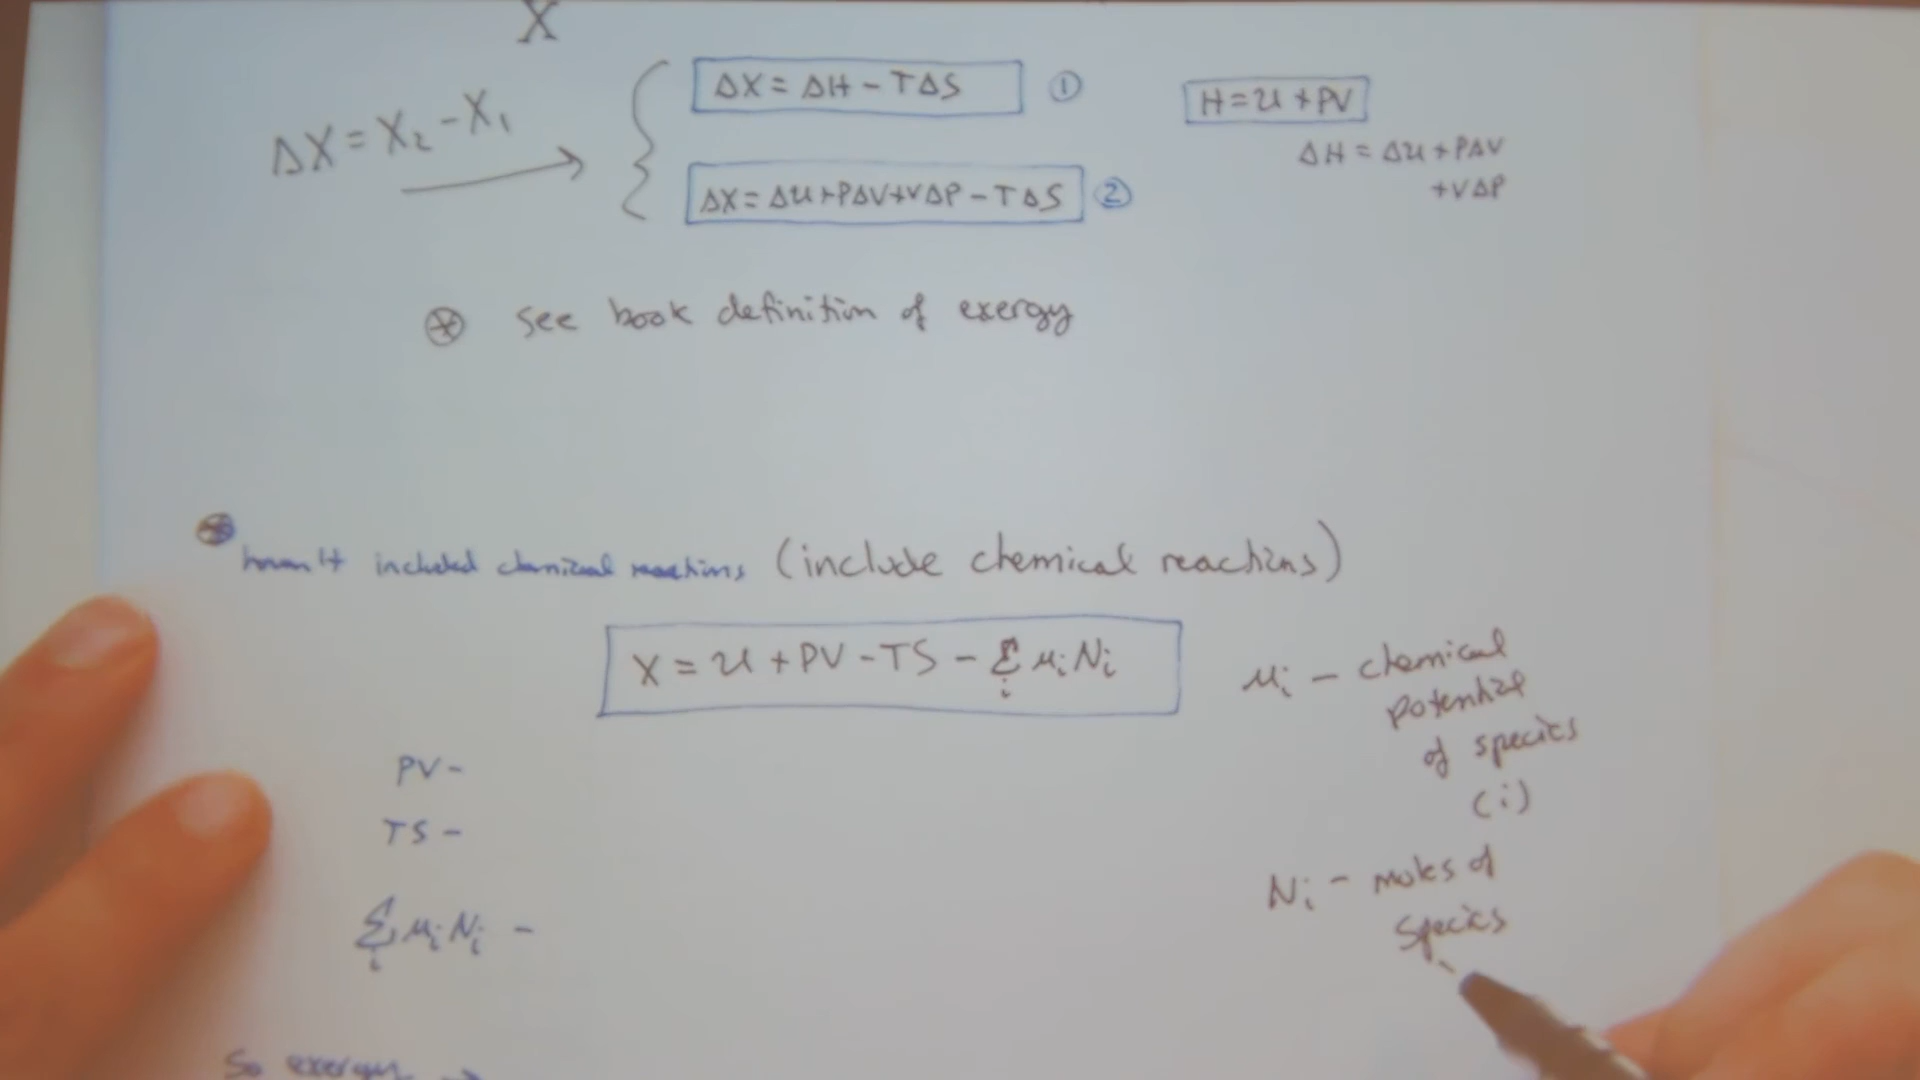 X
ΔX = X₂ - X₁
ΔX = ΔH - TΔS ①
ΔX = ΔU + PΔV + VΔP - TΔS ②
H = U + PV
ΔH = ΔU + PΔV
+ VΔP
⊛ see book definition of exergy
haven't included chemical reactions (include chemical reactions)
X = U + PV - TS - Σᵢ μᵢNᵢ
μᵢ - chemical
potential
of species
(i)
PV -
TS -
Σᵢ μᵢNᵢ -
Nᵢ - moles of
species
So exergy →